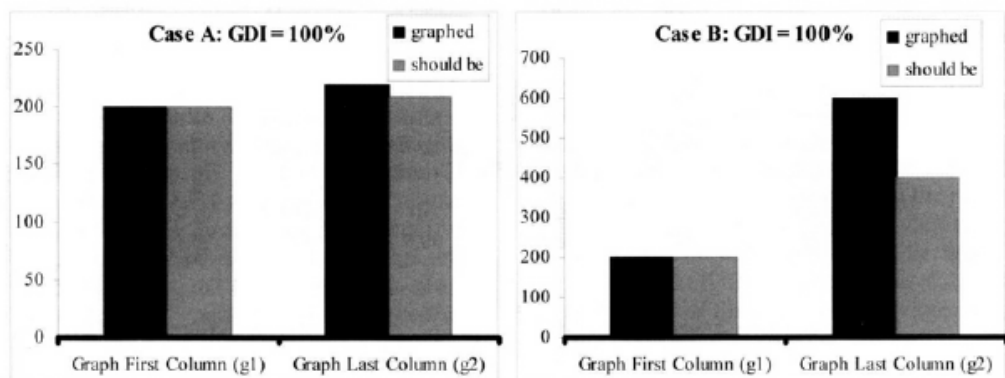 Case A: GDI = 100%
graphed
should be
250
200
150
100
50
0
Graph First Column (g1)
Graph Last Column (g2)
Case B: GDI = 100%
graphed
should be
700
600
500
400
300
200
100
0
Graph First Column (g1)
Graph Last Column (g2)